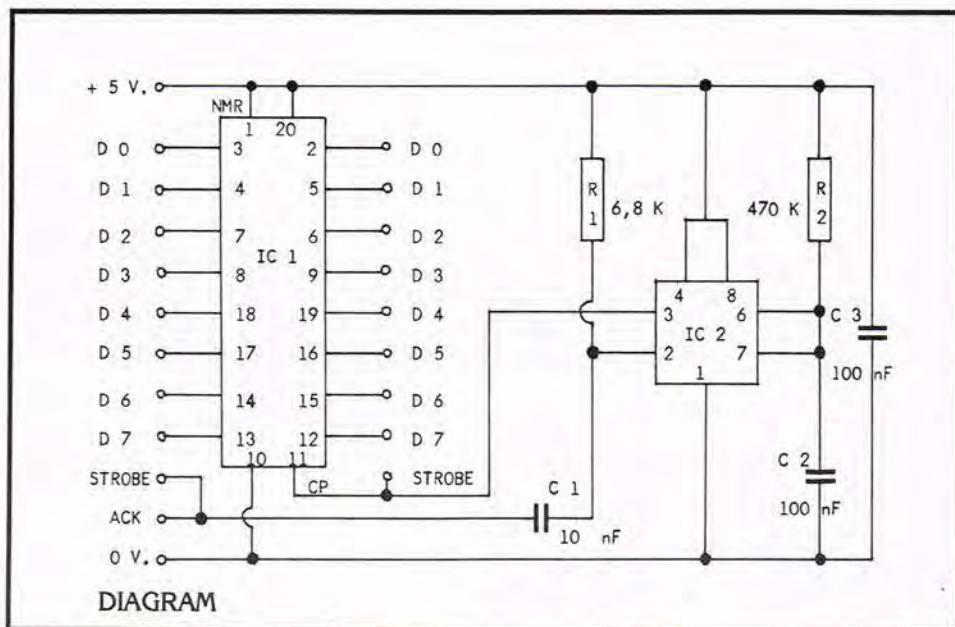 + 5 V.
NMR
1 20
D 0 3 2 D 0
D 1 4 5 D 1
D 2 7 6 D 2
IC 1
D 3 8 9 D 3
D 4 18 19 D 4
D 5 17 16 D 5
D 6 14 15 D 6
D 7 13 12 D 7
10 11
STROBE CP STROBE
ACK
0 V.
R 1 6,8 K
470 K R 2
4 8
3 6
IC 2
2 7
1
C 3
100 nF
C 2
100 nF
C 1
10 nF
DIAGRAM